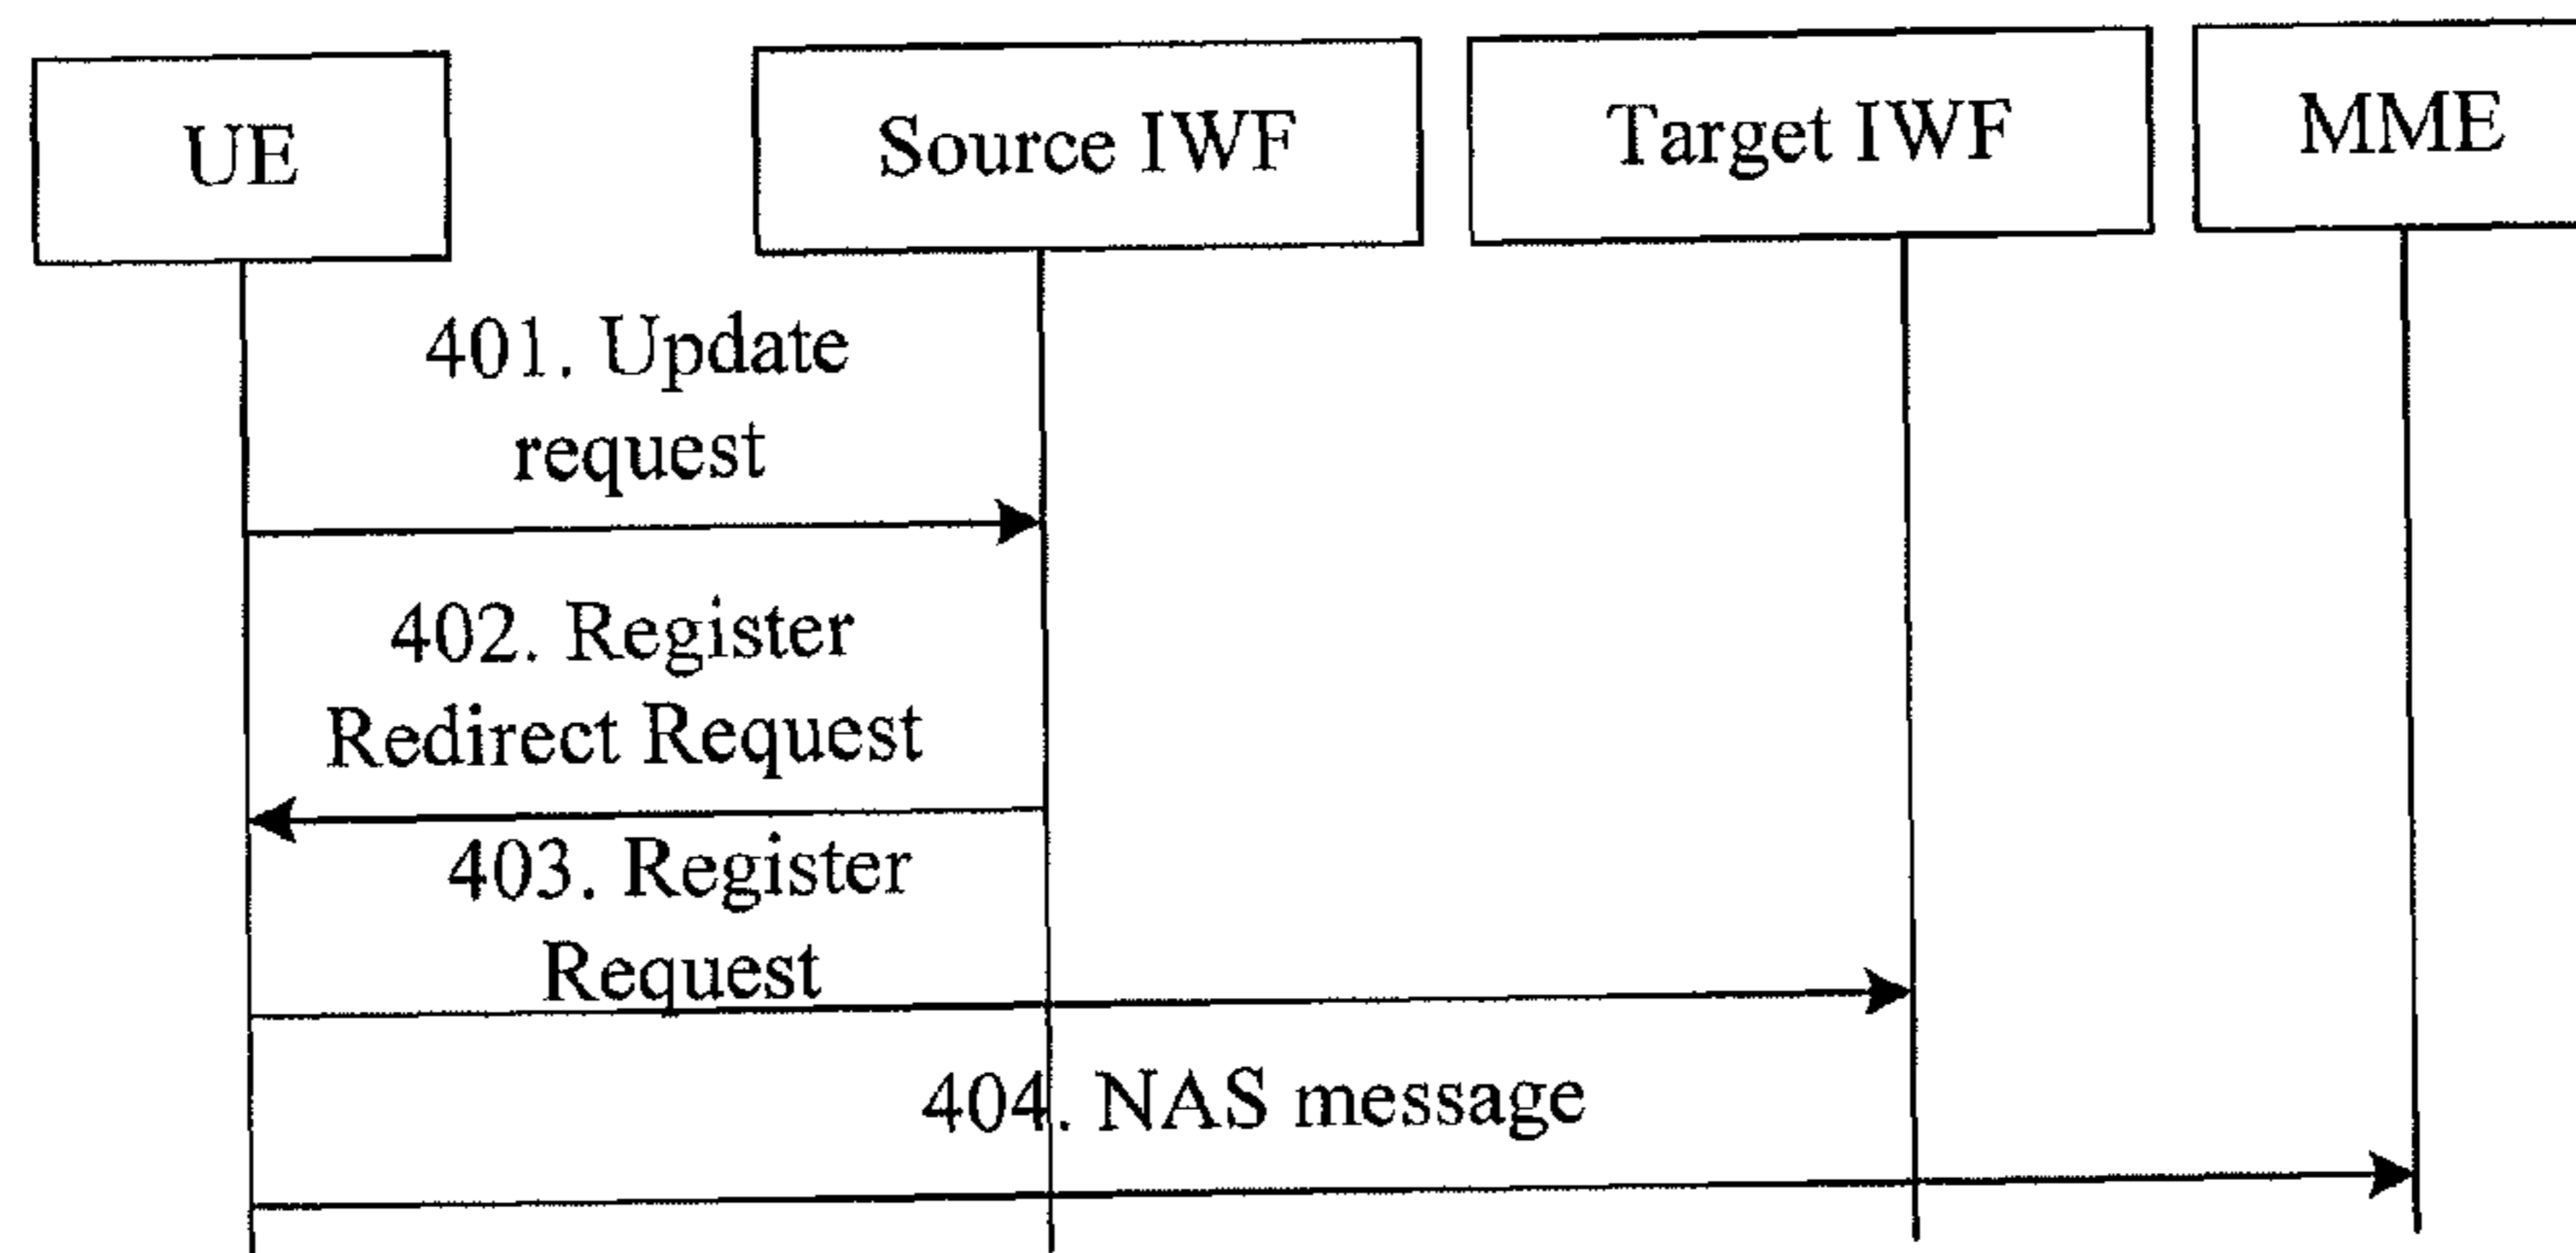 UE
Source IWF
Target IWF
MME
401. Update
request
402. Register
Redirect Request
403. Register
Request
404. NAS message